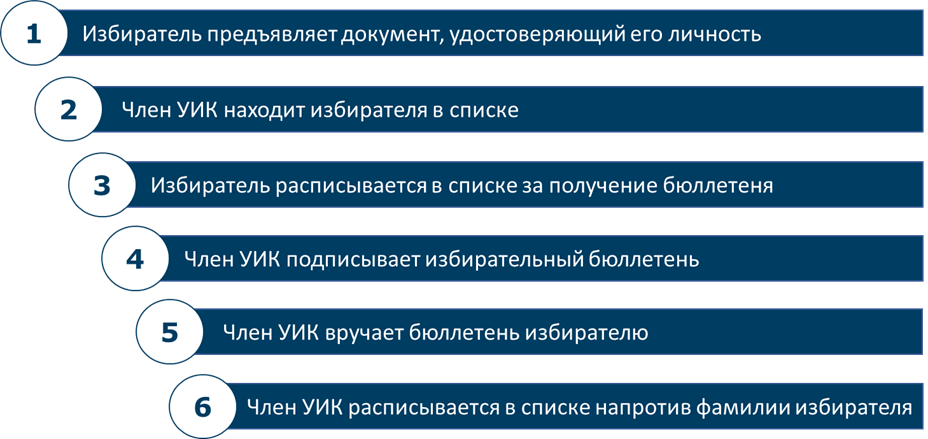 1 Избиратель предъявляет документ, удостоверяющий его личность
2 Член УИК находит избирателя в списке
3 Избиратель расписывается в списке за получение бюллетеня
4 Член УИК подписывает избирательный бюллетень
5 Член УИК вручает бюллетень избирателю
6 Член УИК расписывается в списке напротив фамилии избирателя